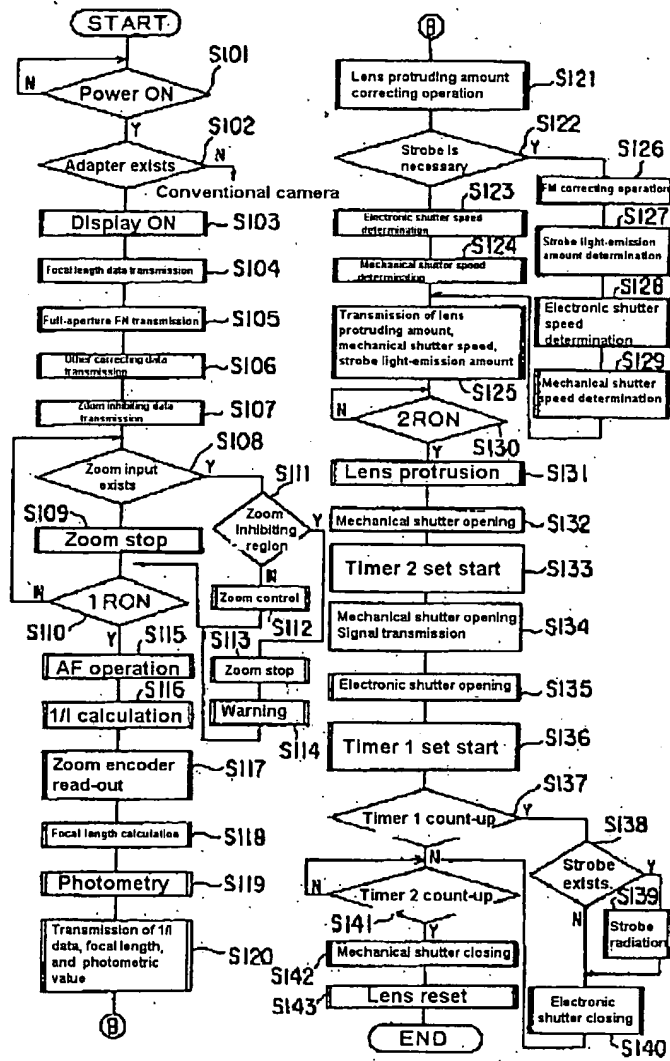 START
S101
N
Power ON
Y
S102
Adapter exists
N
Conventional camera
Display ON
S103
Focal length data transmission
S104
Full-aperture FN transmission
S105
Other correcting data
transmission
S106
Zoom inhibiting data
transmission
S107
S108
Zoom input
exists
Y
S111
Zoom
Inhibiting
region
Y
N
S109
Zoom stop
Zoom control
S112
N
1 RON
S110
Y
S113
Zoom stop
Warning
S114
S115
AF operation
S116
1/l calculation
Zoom encoder
read-out
S117
Focal length calculation
S118
Photometry
S119
Transmission of 1/l
data, focal length,
and photometric
value
S120
B
B
Lens protruding amount
correcting operation
S121
S122
Strobe is
necessary
Y
S126
FM correcting operation
S123
Electronic shutter speed
determination
S127
Strobe light-emission
amount determination
S124
Mechanical shutter speed
determination
S128
Electronic shutter
speed
determination
Transmission of lens
protruding amount,
mechanical shutter speed,
strobe light-emission amount
S125
S129
Mechanical shutter
speed determination
N
2RON
S130
Y
Lens protrusion
S131
Mechanical shutter opening
S132
Timer 2 set start
S133
Mechanical shutter opening
Signal transmission
S134
Electronic shutter opening
S135
Timer 1 set start
S136
S137
Timer 1 count-up
Y
N
S138
Strobe
exists.
Y
N
S139
Strobe
radiation
N
Timer 2 count-up
S141
Y
Mechanical shutter closing
S142
Electronic
shutter closing
S140
Lens reset
S143
END